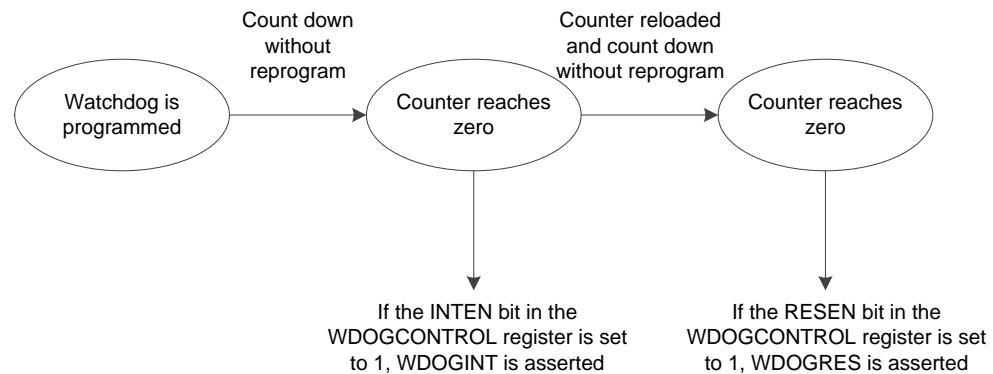 Count down
without
reprogram
Counter reloaded
and count down
without reprogram
Watchdog is
programmed
Counter reaches
zero
Counter reaches
zero
If the INTEN bit in the
WDOGCONTROL register is set
to 1, WDOGINT is asserted
If the RESEN bit in the
WDOGCONTROL register is set
to 1, WDOGRES is asserted